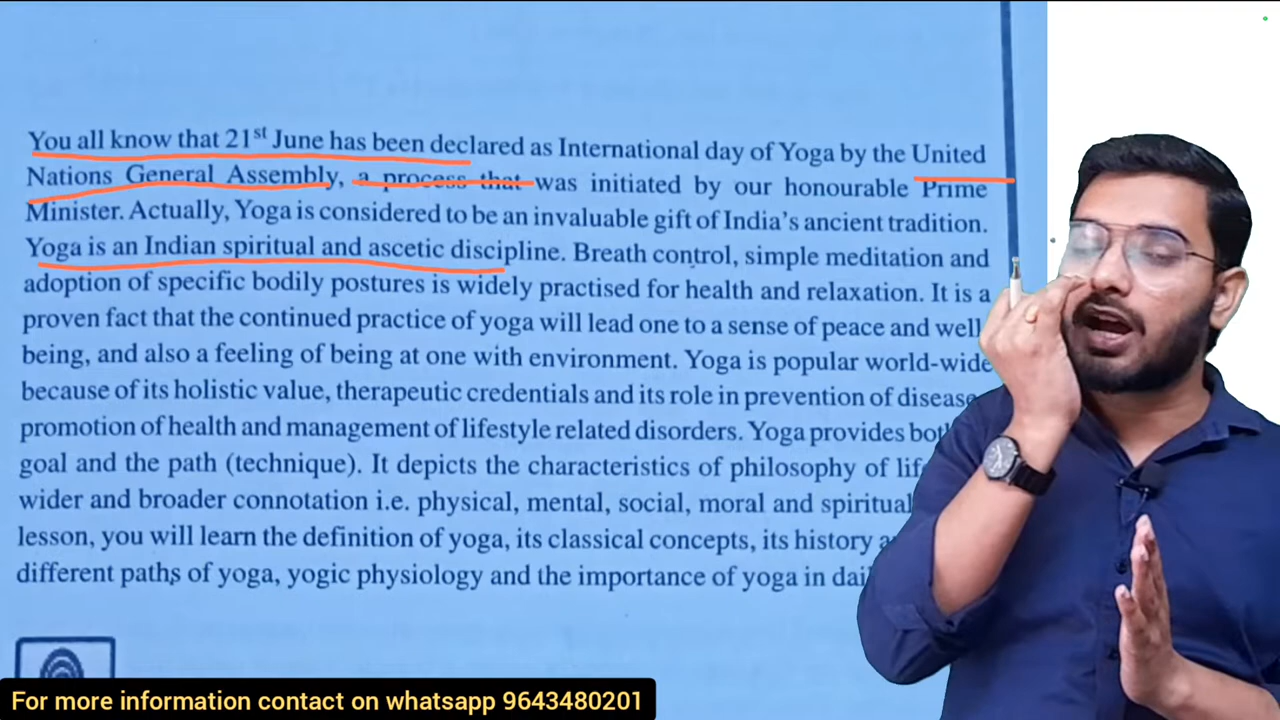 You all know that 21st June has been declared as International day of Yoga by the United
Nations General Assembly, a process that was initiated by our honourable Prime
Minister. Actually, Yoga is considered to be an invaluable gift of India's ancient tradition.
Yoga is an Indian spiritual and ascetic discipline. Breath control, simple meditation and
adoption of specific bodily postures is widely practised for health and relaxation. It is a
proven fact that the continued practice of yoga will lead one to a sense of peace and well
being, and also a feeling of being at one with environment. Yoga is popular world-wide
because of its holistic value, therapeutic credentials and its role in prevention of disease
promotion of health and management of lifestyle related disorders. Yoga provides
goal and the path (technique). It depicts the characteristics of philosophy of
wider and broader connotation i.e. physical, mental, social, moral and spiritual
lesson, you will learn the definition of yoga, its classical concepts, its history
different paths of yoga, yogic physiology and the importance of yoga in
For more information contact on whatsapp 9643480201